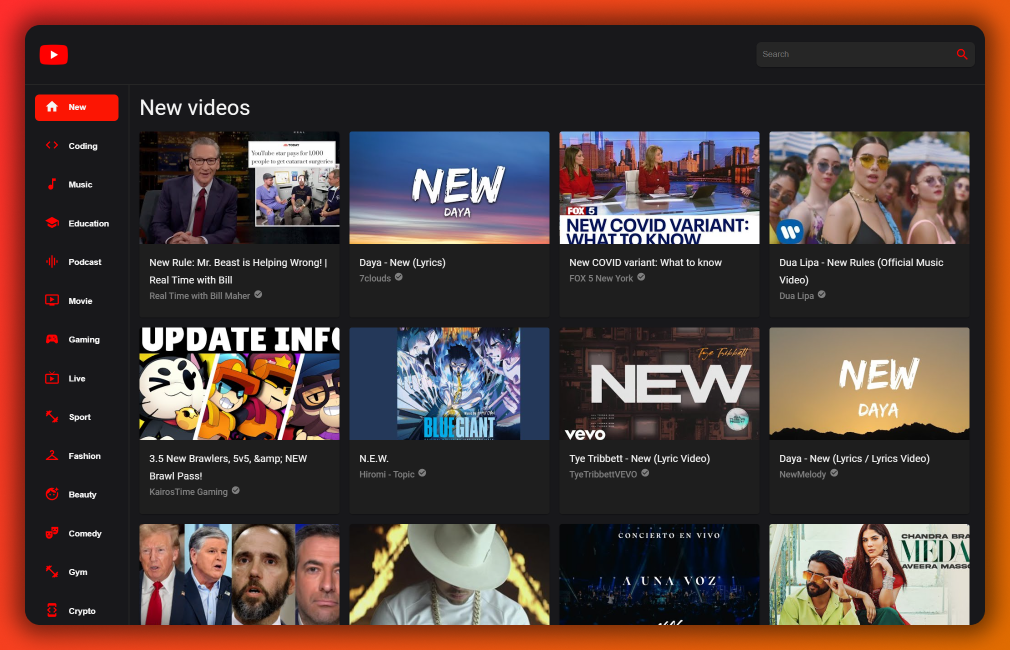 Search
New
Coding
Music
Education
Podcast
Movie
Gaming
Live
Sport
Fashion
Beauty
Comedy
Gym
Crypto
New videos
YouTube star pays for 1,000
people to get cataract surgeries
New Rule: Mr. Beast is Helping Wrong! |
Real Time with Bill
Real Time with Bill Maher
NEW
DAYA
Daya - New (Lyrics)
7clouds
FOX 5
NEW COVID VARIANT:
WHAT TO KNOW
New COVID variant: What to know
FOX 5 New York
Dua Lipa - New Rules (Official Music
Video)
Dua Lipa
UPDATE INFO
3.5 New Brawlers, 5v5, &amp; NEW
Brawl Pass!
KairosTime Gaming
BLUEGIANT
N.E.W.
Hiromi - Topic
Tye Tribbett
NEW
vevo
Tye Tribbett - New (Lyric Video)
TyeTribbettVEVO
NEW
DAYA
Daya - New (Lyrics / Lyrics Video)
NewMelody
CONCIERTO EN VIVO
A UNA VOZ
CHANDRA BRA
MEDA
AVEERA MASSO